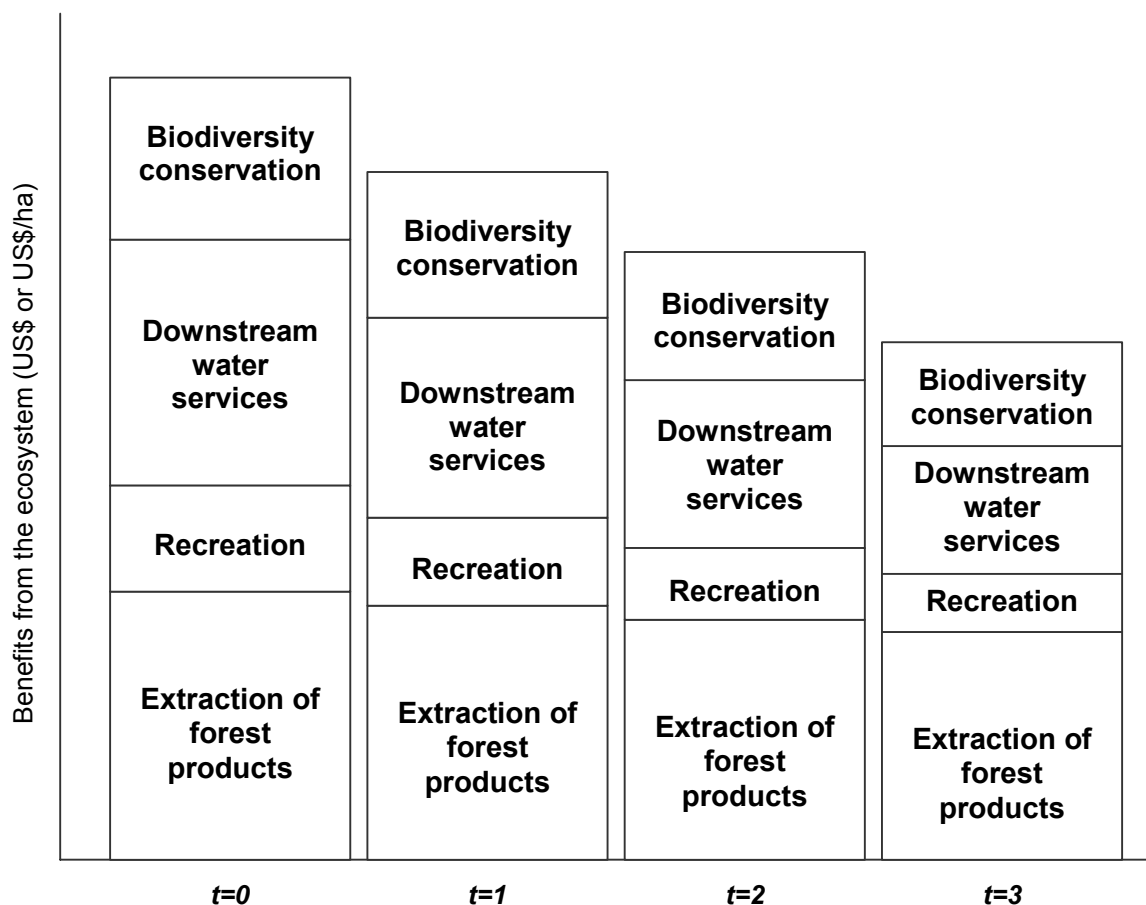 Benefits from the ecosystem (US$ or US$/ha)
Biodiversity
conservation
Downstream
water
services
Recreation
Extraction of
forest
products
Biodiversity
conservation
Downstream
water
services
Recreation
Extraction of
forest
products
Biodiversity
conservation
Downstream
water
services
Recreation
Extraction of
forest
products
Biodiversity
conservation
Downstream
water
services
Recreation
Extraction of
forest
products
t=0
t=1
t=2
t=3